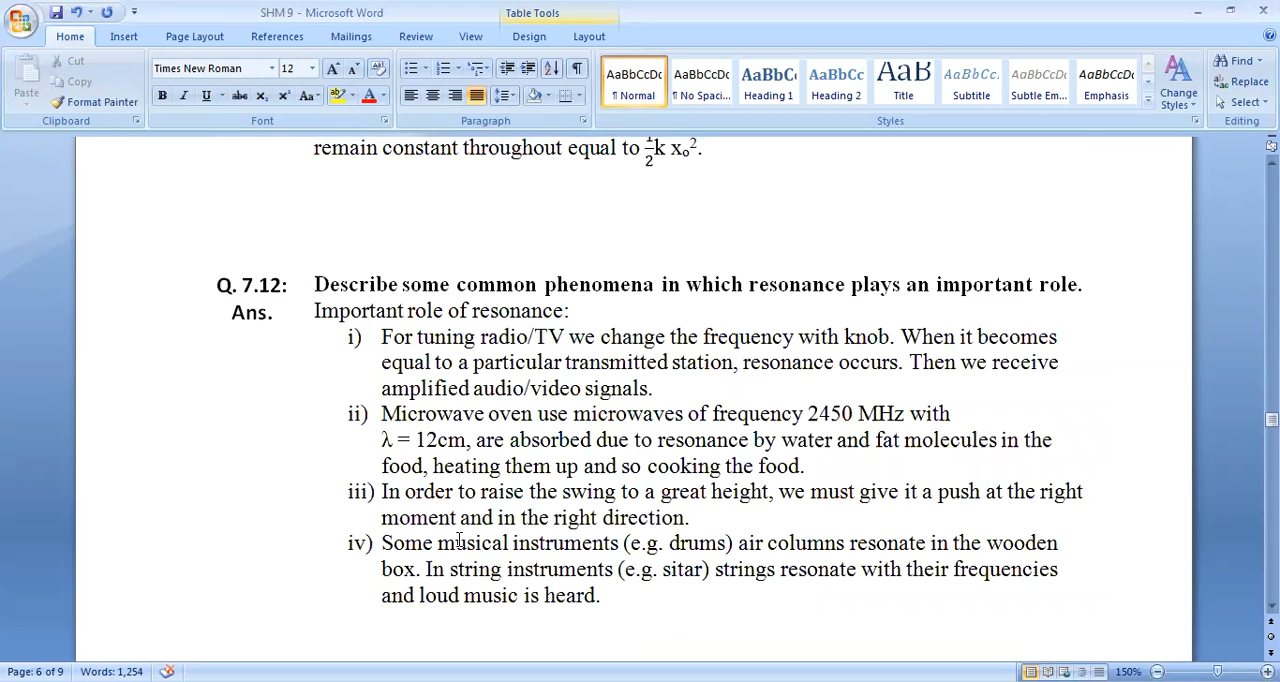 SHM 9 - Microsoft Word
Table Tools
Home Insert Page Layout References Mailings Review View Design Layout
Paste
Cut
Copy
Format Painter
Clipboard
Times New Roman 12
Font
Paragraph
AaBbCcDc AaBbCcDc AaBbC AaBbCc AaB AaBbCc. AaBbCcDc AaBbCcDc
¶ Normal ¶ No Spaci... Heading 1 Heading 2 Title Subtitle Subtle Em... Emphasis
Change Styles
Styles
Find
Replace
Select
Editing
remain constant throughout equal to 1/2 k xₒ².
Q. 7.12: Describe some common phenomena in which resonance plays an important role.
Ans. Important role of resonance:
i) For tuning radio/TV we change the frequency with knob. When it becomes
equal to a particular transmitted station, resonance occurs. Then we receive
amplified audio/video signals.
ii) Microwave oven use microwaves of frequency 2450 MHz with
λ = 12cm, are absorbed due to resonance by water and fat molecules in the
food, heating them up and so cooking the food.
iii) In order to raise the swing to a great height, we must give it a push at the right
moment and in the right direction.
iv) Some musical instruments (e.g. drums) air columns resonate in the wooden
box. In string instruments (e.g. sitar) strings resonate with their frequencies
and loud music is heard.
Page: 6 of 9 Words: 1,254 150%